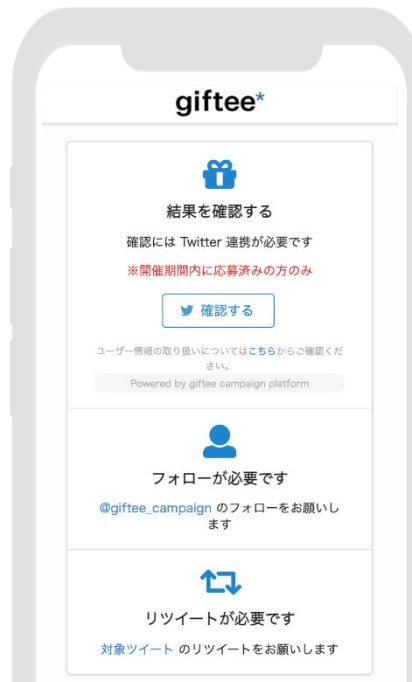 giftee*
結果を確認する
確認には Twitter 連携が必要です
※開催期間内に応募済みの方のみ
確認する
ユーザー情報の取り扱いについてはこちらからご確認くだ
さい。
Powered by giftee campaign platform
フォローが必要です
@giftee_campaign のフォローをお願いし
ます
リツイートが必要です
対象ツイート のリツイートをお願いします